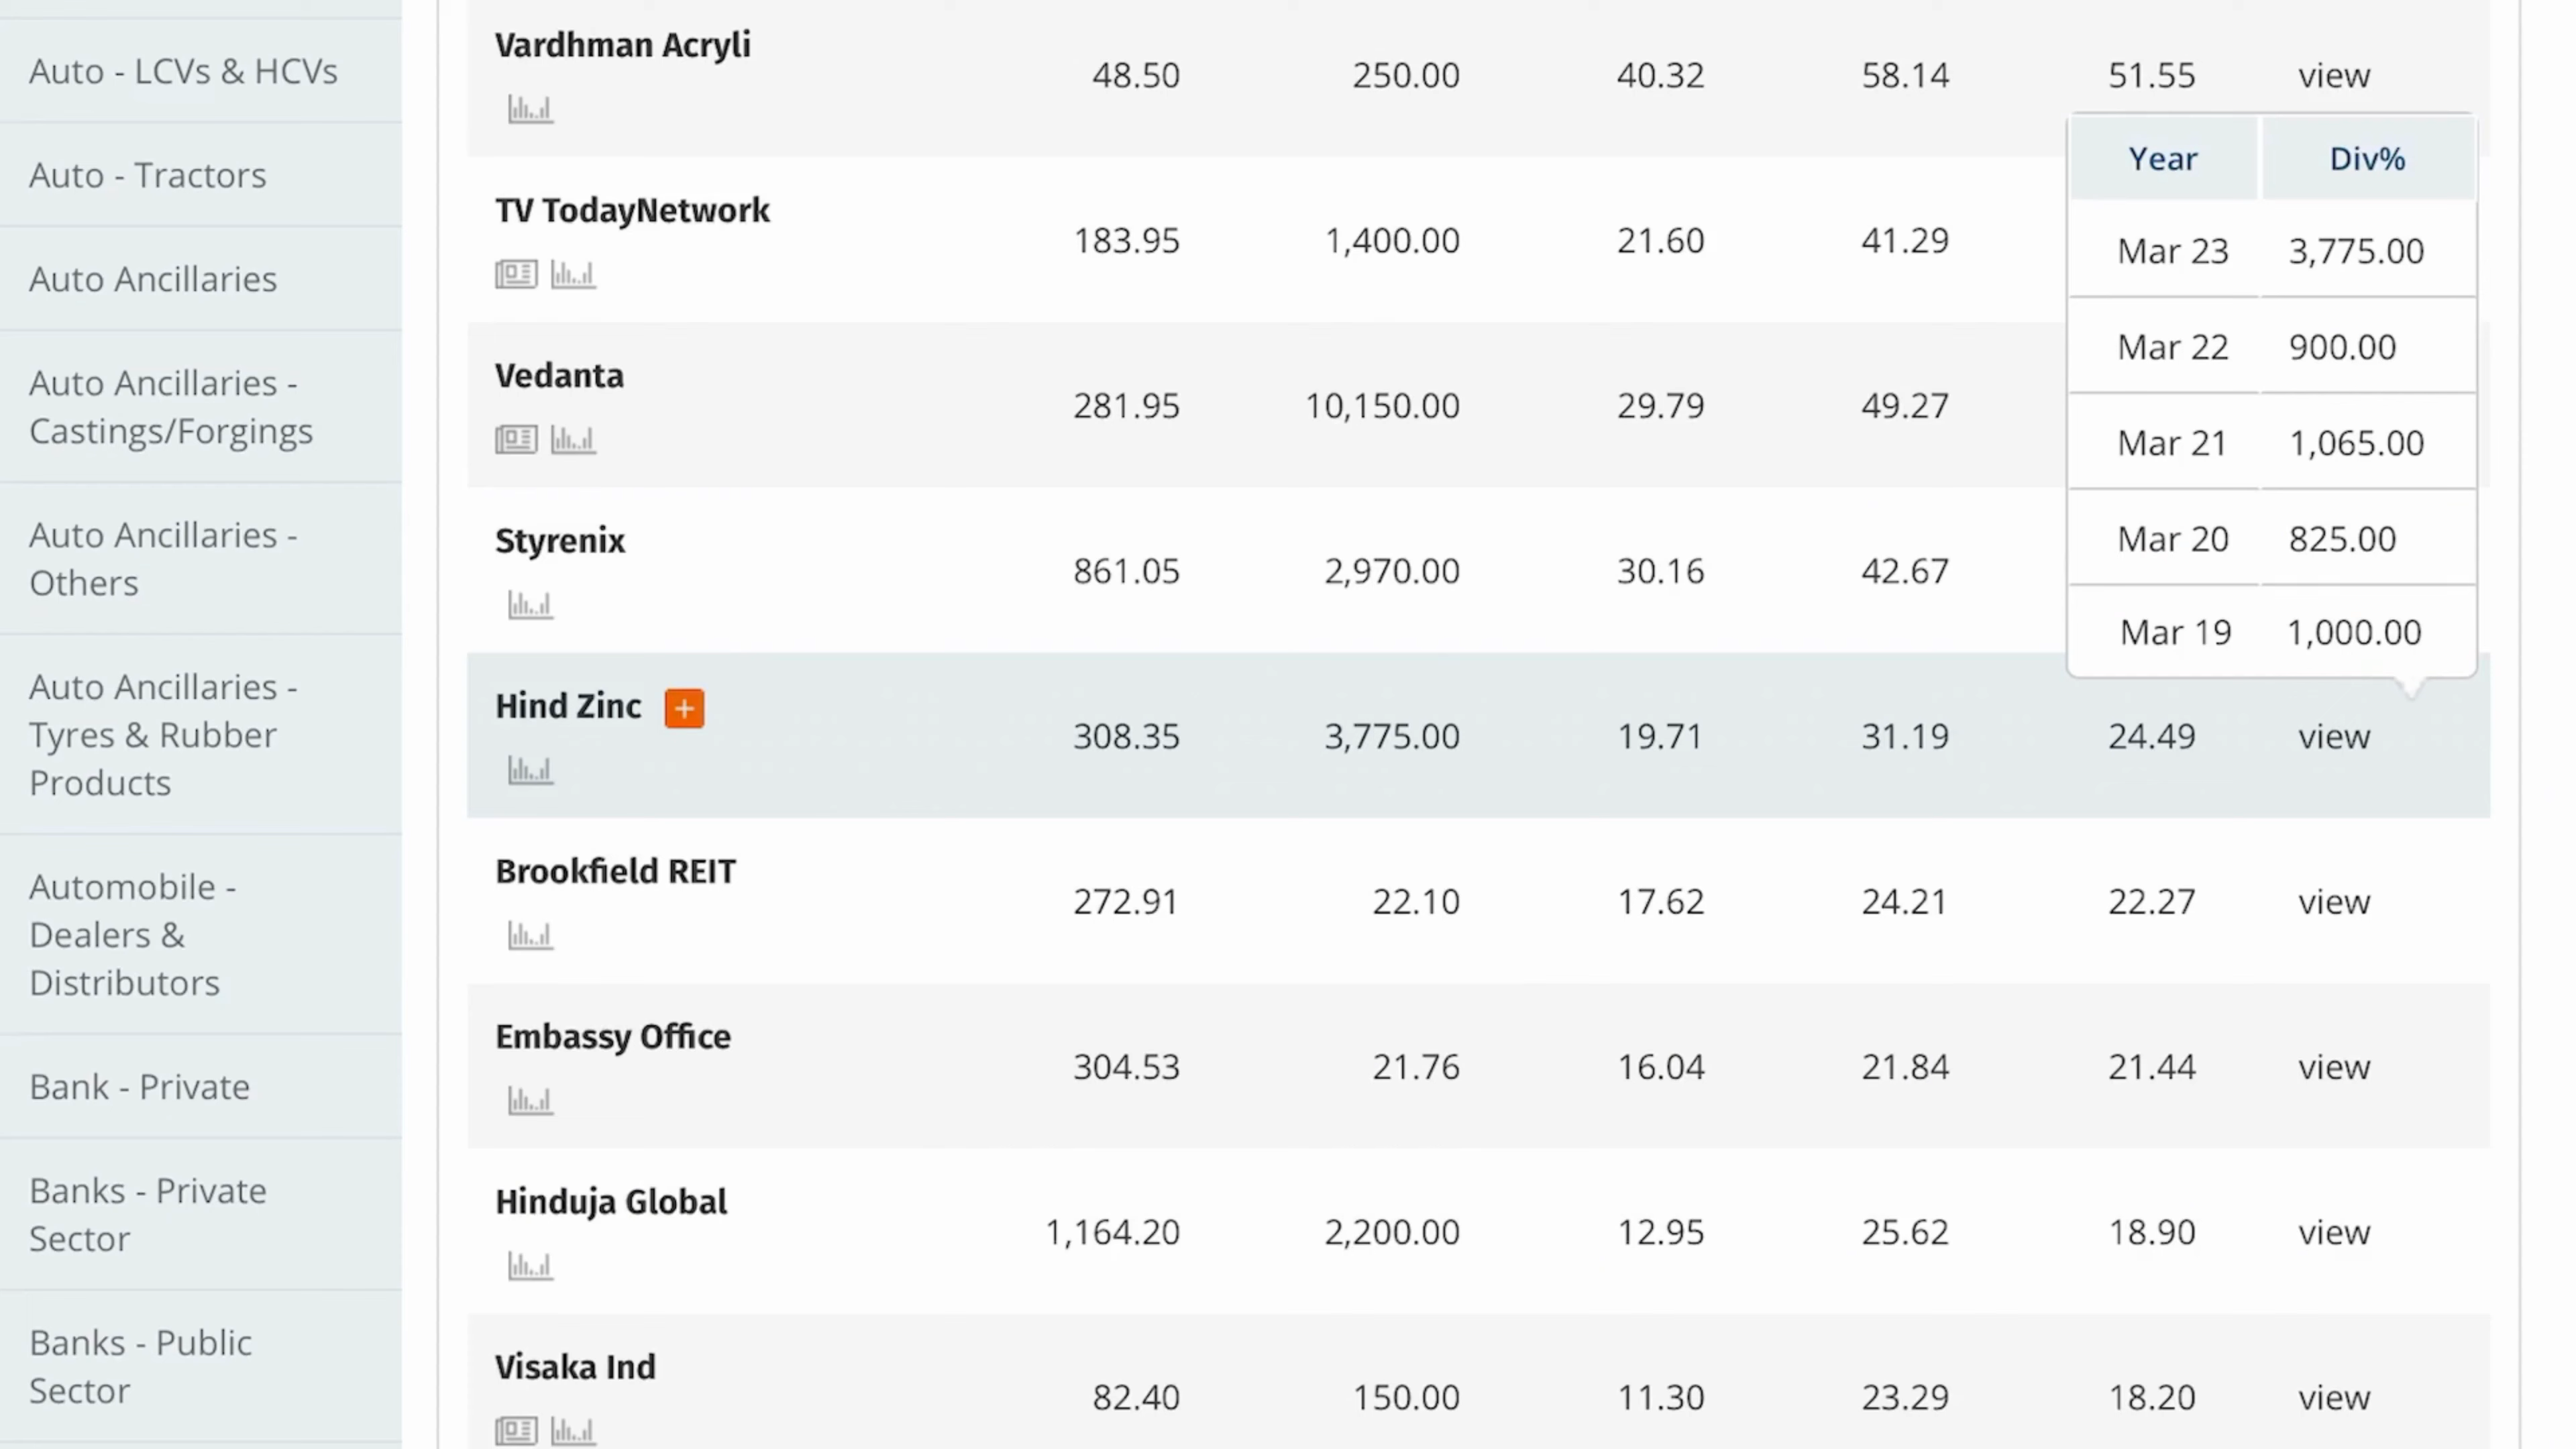 Auto - LCVs & HCVs
Auto - Tractors
Auto Ancillaries
Auto Ancillaries -
Castings/Forgings
Auto Ancillaries -
Others
Auto Ancillaries -
Tyres & Rubber
Products
Automobile -
Dealers &
Distributors
Bank - Private
Banks - Private
Sector
Banks - Public
Sector
Vardhman Acryli 48.50 250.00 40.32 58.14 51.55 view
TV TodayNetwork 183.95 1,400.00 21.60 41.29
Vedanta 281.95 10,150.00 29.79 49.27
Styrenix 861.05 2,970.00 30.16 42.67
Hind Zinc + 308.35 3,775.00 19.71 31.19 24.49 view
Brookfield REIT 272.91 22.10 17.62 24.21 22.27 view
Embassy Office 304.53 21.76 16.04 21.84 21.44 view
Hinduja Global 1,164.20 2,200.00 12.95 25.62 18.90 view
Visaka Ind 82.40 150.00 11.30 23.29 18.20 view
Year Div%
Mar 23 3,775.00
Mar 22 900.00
Mar 21 1,065.00
Mar 20 825.00
Mar 19 1,000.00